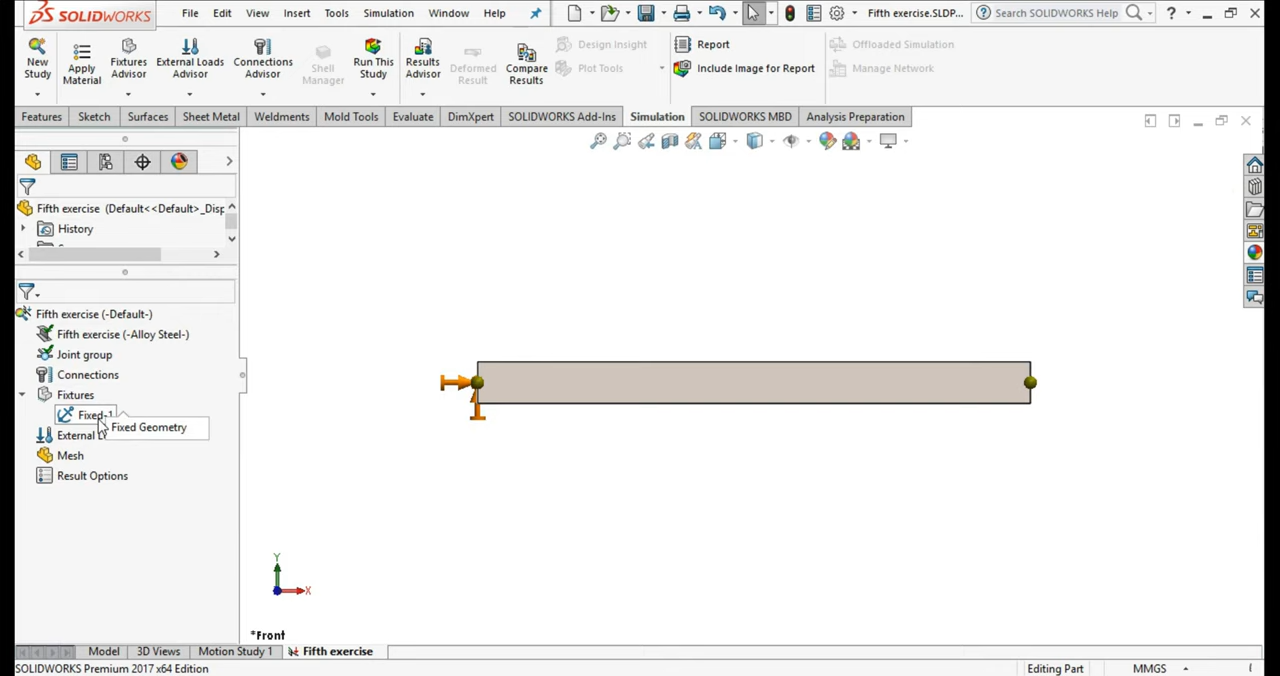 SOLIDWORKS File Edit View Insert Tools Simulation Window Help Fifth exercise.SLDP... Search SOLIDWORKS Help ?
New Study
Apply Material
Fixtures Advisor
External Loads Advisor
Connections Advisor
Shell Manager
Run This Study
Results Advisor
Deformed Result
Compare Results
Design Insight
Plot Tools
Report
Include Image for Report
Offloaded Simulation
Manage Network
Features Sketch Surfaces Sheet Metal Weldments Mold Tools Evaluate DimXpert SOLIDWORKS Add-Ins Simulation SOLIDWORKS MBD Analysis Preparation
Fifth exercise (Default<<Default>_Disp
History
Fifth exercise (-Default-)
Fifth exercise (-Alloy Steel-)
Joint group
Connections
Fixtures
Fixed-1
Fixed Geometry
External
Mesh
Result Options
Y
X
*Front
Model 3D Views Motion Study 1 Fifth exercise
SOLIDWORKS Premium 2017 x64 Edition Editing Part MMGS